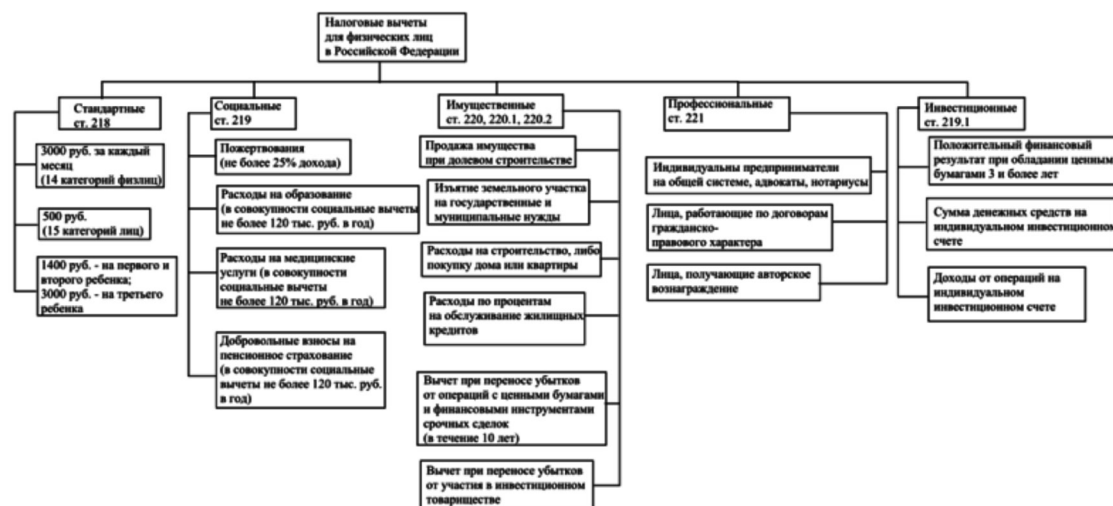 Налоговые вычеты
для физических лиц
в Российской Федерации
Стандартные
ст. 218
3000 руб. за каждый
месяц
(14 категорий физлиц)
500 руб.
(15 категорий лиц)
1400 руб. - на первого и
второго ребенка;
3000 руб. - на третьего
ребенка
Социальные
ст. 219
Пожертвования
(не более 25% дохода)
Расходы на образование
(в совокупности социальные вычеты
не более 120 тыс. руб. в год)
Расходы на медицинские
услуги (в совокупности
социальные вычеты
не более 120 тыс. руб. в год)
Добровольные взносы на
пенсионное страхование
(в совокупности социальные
вычеты не более 120 тыс. руб.
в год)
Имущественные
ст. 220, 220.1, 220.2
Продажа имущества
при долевом строительстве
Изъятие земельного участка
на государственные и
муниципальные нужды
Расходы на строительство, либо
покупку дома или квартиры
Расходы по процентам
на обслуживание жилищных
кредитов
Вычет при переносе убытков
от операций с ценными бумагами
и финансовыми инструментами
срочных сделок
(в течение 10 лет)
Вычет при переносе убытков
от участия в инвестиционном
товариществе
Профессиональные
ст. 221
Индивидуальны предприниматели
на общей системе, адвокаты, нотариусы
Лица, работающие по договорам
гражданско-
правового характера
Лица, получающие авторское
вознаграждение
Инвестиционные
ст. 219.1
Положительный финансовый
результат при обладании ценным
бумагами 3 и более лет
Сумма денежных средств на
индивидуальном инвестиционном
счете
Доходы от операций на
индивидуальном
инвестиционном счете